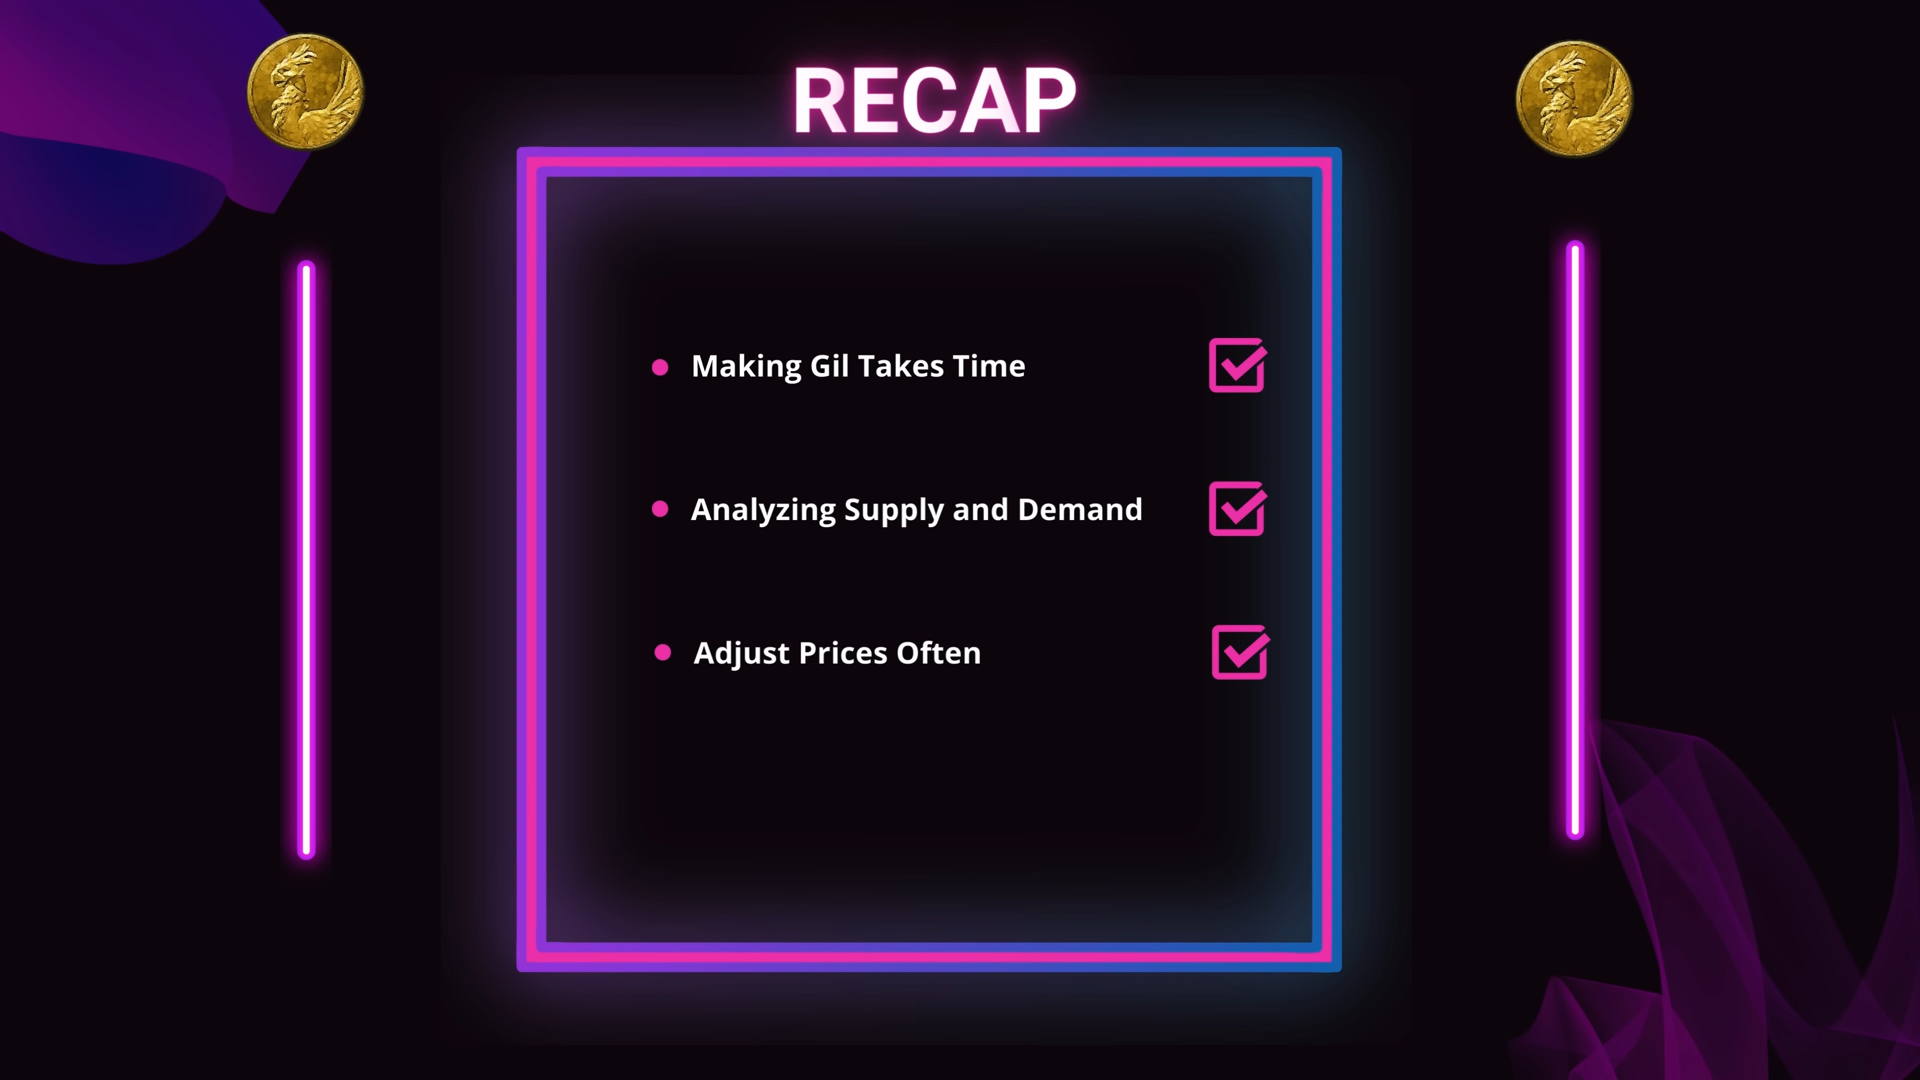 RECAP
Making Gil Takes Time
Analyzing Supply and Demand
Adjust Prices Often